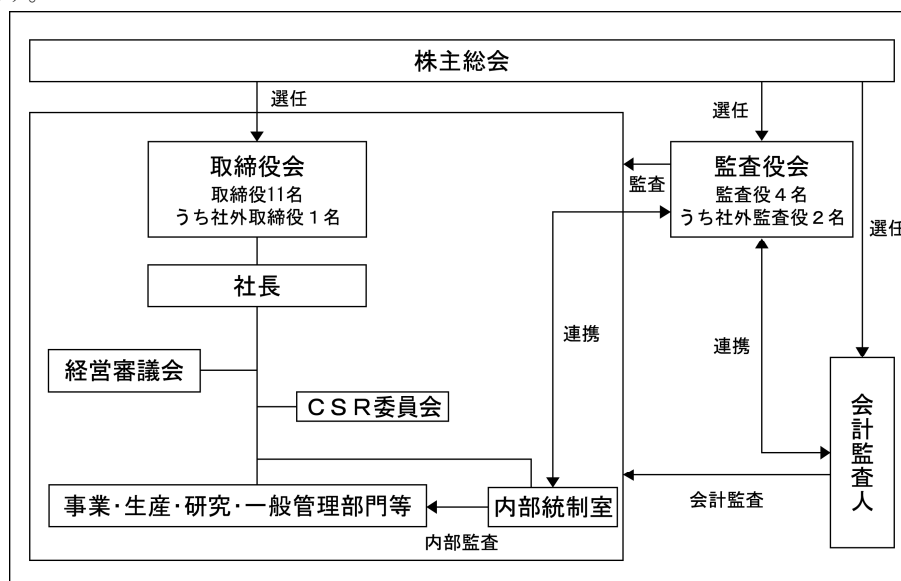 株主総会
選任
選任
選任
取締役会
取締役11名
うち社外取締役１名
監査
監査役会
監査役４名
うち社外監査役２名
社長
連携
連携
経営審議会
ＣＳＲ委員会
会計監査人
事業・生産・研究・一般管理部門等
内部統制室
会計監査
内部監査